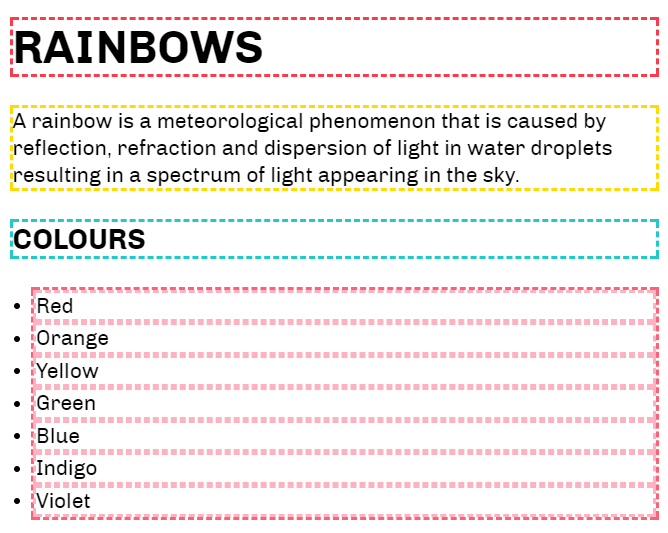 RAINBOWS
A rainbow is a meteorological phenomenon that is caused by
reflection, refraction and dispersion of light in water droplets
resulting in a spectrum of light appearing in the sky.
COLOURS
• Red
• Orange
• Yellow
• Green
• Blue
• Indigo
• Violet